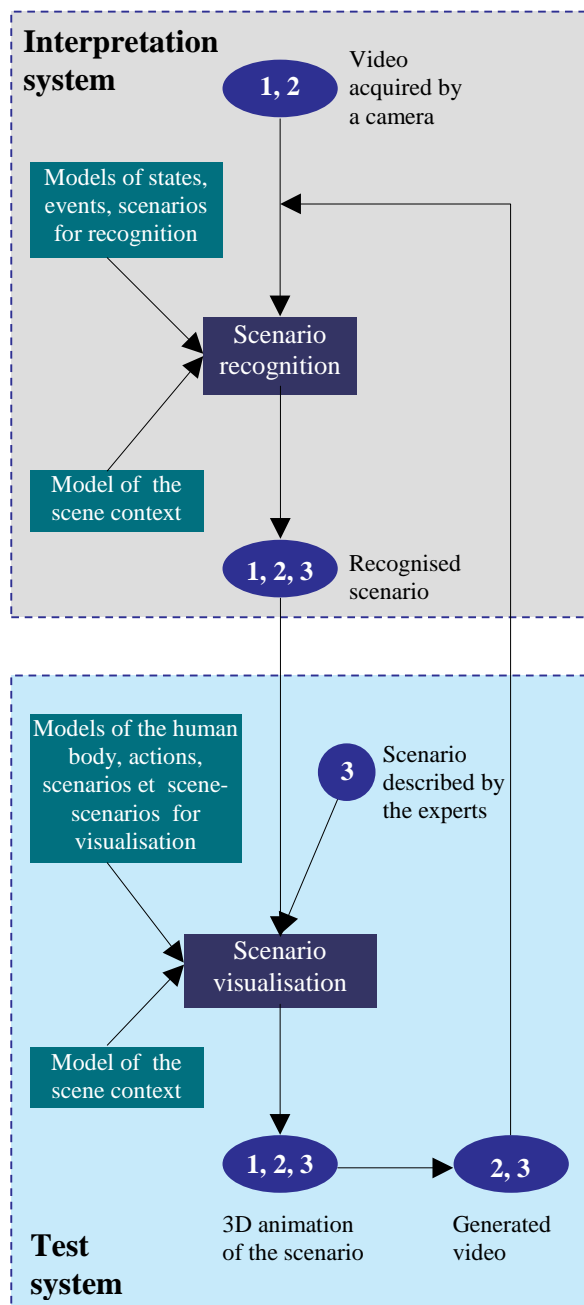 Interpretation
system
1, 2
Video
acquired by
a camera
Models of states,
events, scenarios
for recognition
Scenario
recognition
Model of the
scene context
1, 2, 3
Recognised
scenario
Models of the human
body, actions,
scenarios et scene-
scenarios for
visualisation
3
Scenario
described by
the experts
Scenario
visualisation
Model of the
scene context
1, 2, 3
2, 3
3D animation
of the scenario
Generated
video
Test
system